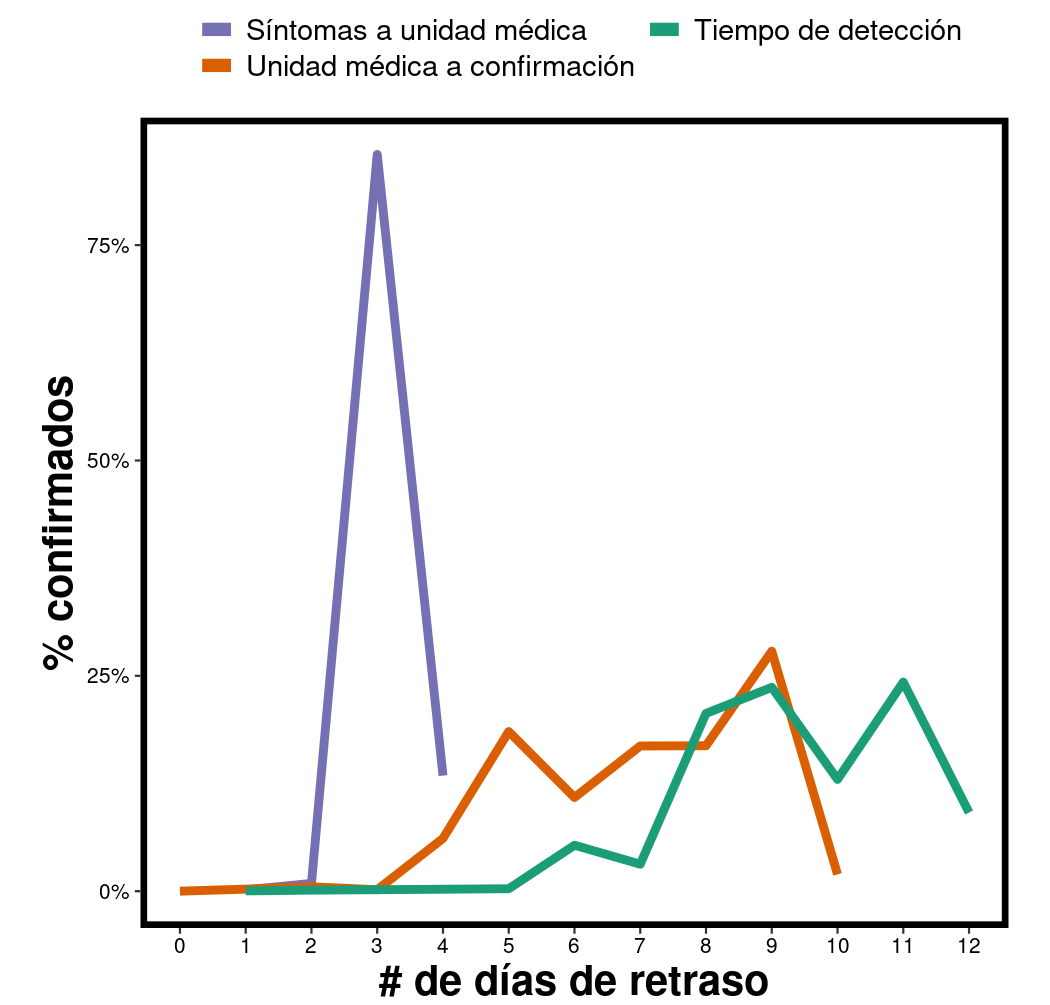 Síntomas a unidad médica
Tiempo de detección
Unidad médica a confirmación
75%
50%
25%
0%
% confirmados
0 1 2 3 4 5 6 7 8 9 10 11 12
# de días de retraso